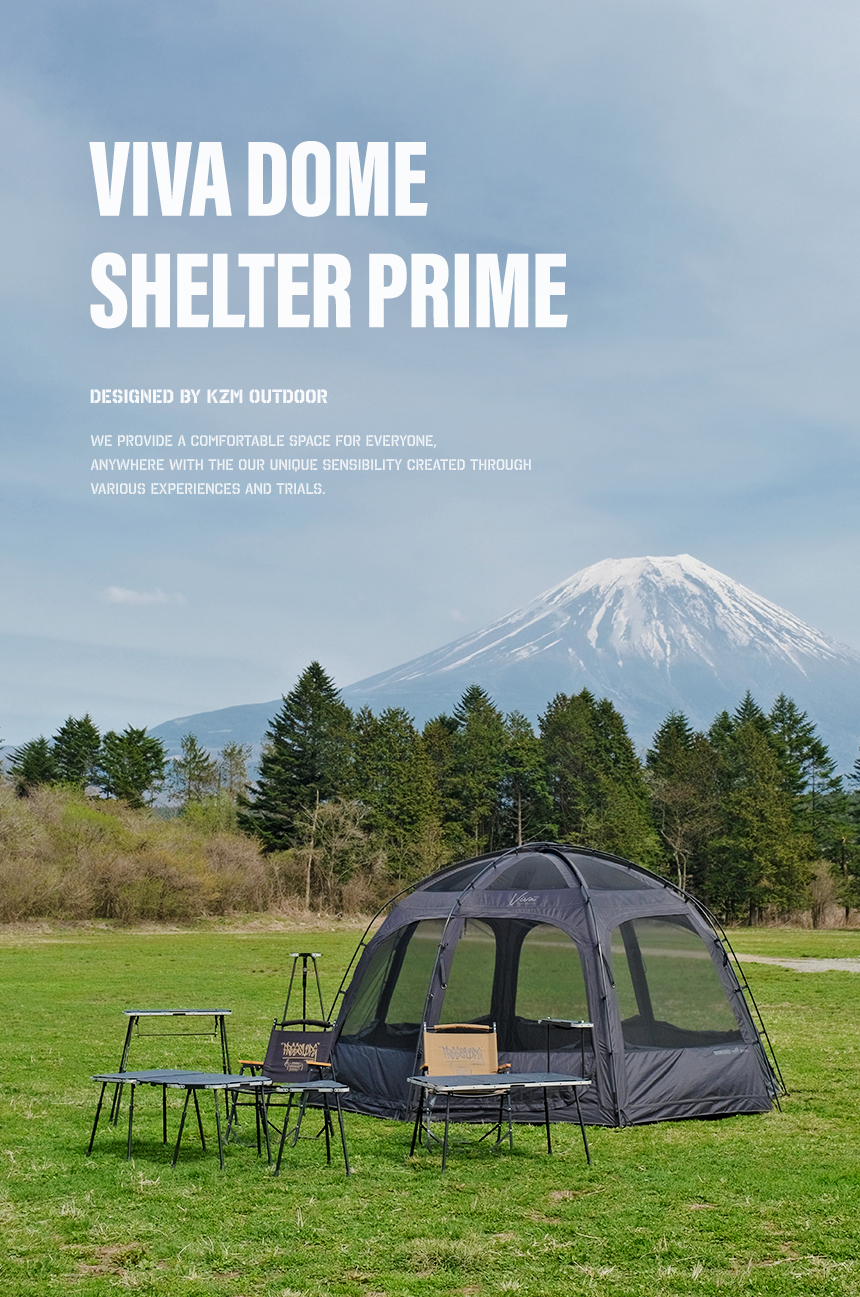 VIVA DOME
SHELTER PRIME
DESIGNED BY KZM OUTDOOR
WE PROVIDE A COMFORTABLE SPACE FOR EVERYONE,
ANYWHERE WITH THE OUR UNIQUE SENSIBILITY CREATED THROUGH
VARIOUS EXPERIENCES AND TRIALS.
Viva